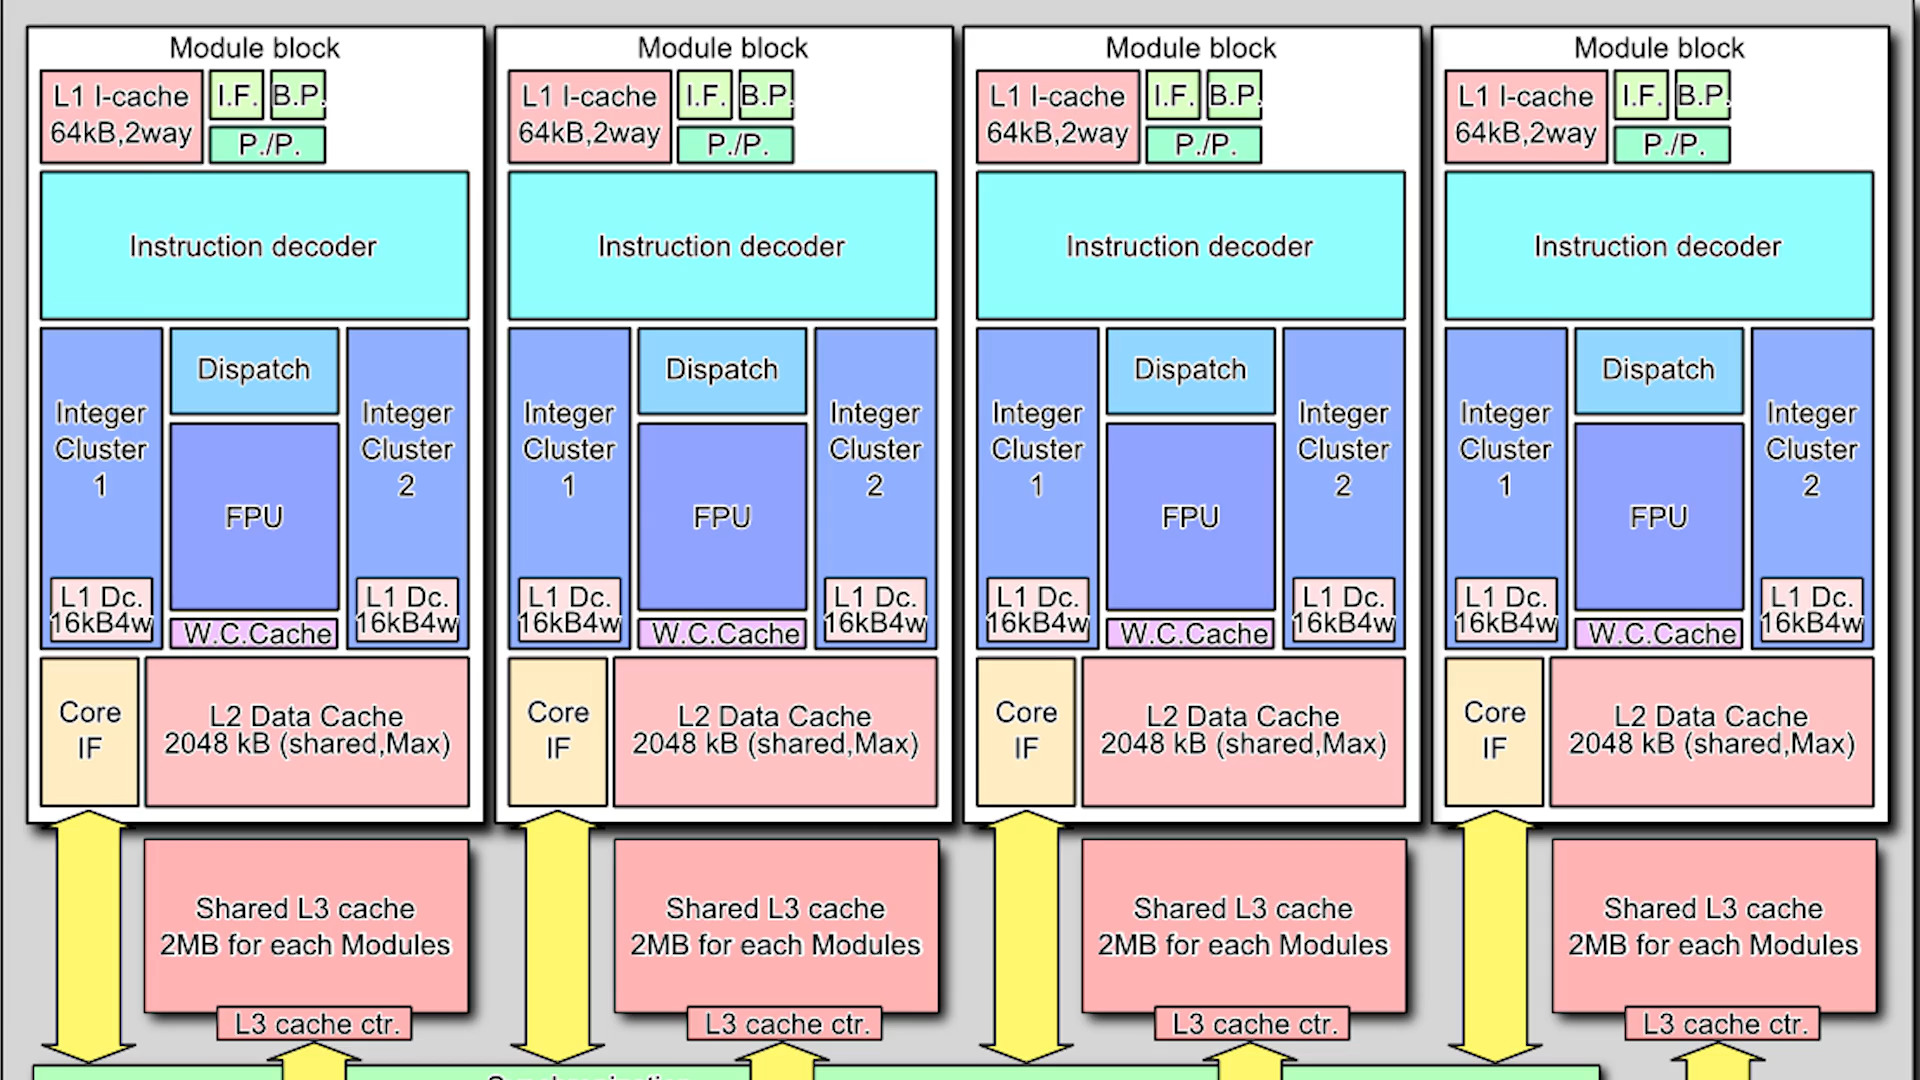 Module block
L1 I-cache
64kB,2way
I.F.
B.P.
P./P.
Instruction decoder
Integer
Cluster
1
Dispatch
FPU
Integer
Cluster
2
L1 Dc.
16kB4w
W.C.Cache
L1 Dc.
16kB4w
Core
IF
L2 Data Cache
2048 kB (shared,Max)
Shared L3 cache
2MB for each Modules
L3 cache ctr.
Module block
L1 I-cache
64kB,2way
I.F.
B.P.
P./P.
Instruction decoder
Integer
Cluster
1
Dispatch
FPU
Integer
Cluster
2
L1 Dc.
16kB4w
W.C.Cache
L1 Dc.
16kB4w
Core
IF
L2 Data Cache
2048 kB (shared,Max)
Shared L3 cache
2MB for each Modules
L3 cache ctr.
Module block
L1 I-cache
64kB,2way
I.F.
B.P.
P./P.
Instruction decoder
Integer
Cluster
1
Dispatch
FPU
Integer
Cluster
2
L1 Dc.
16kB4w
W.C.Cache
L1 Dc.
16kB4w
Core
IF
L2 Data Cache
2048 kB (shared,Max)
Shared L3 cache
2MB for each Modules
L3 cache ctr.
Module block
L1 I-cache
64kB,2way
I.F.
B.P.
P./P.
Instruction decoder
Integer
Cluster
1
Dispatch
FPU
Integer
Cluster
2
L1 Dc.
16kB4w
W.C.Cache
L1 Dc.
16kB4w
Core
IF
L2 Data Cache
2048 kB (shared,Max)
Shared L3 cache
2MB for each Modules
L3 cache ctr.